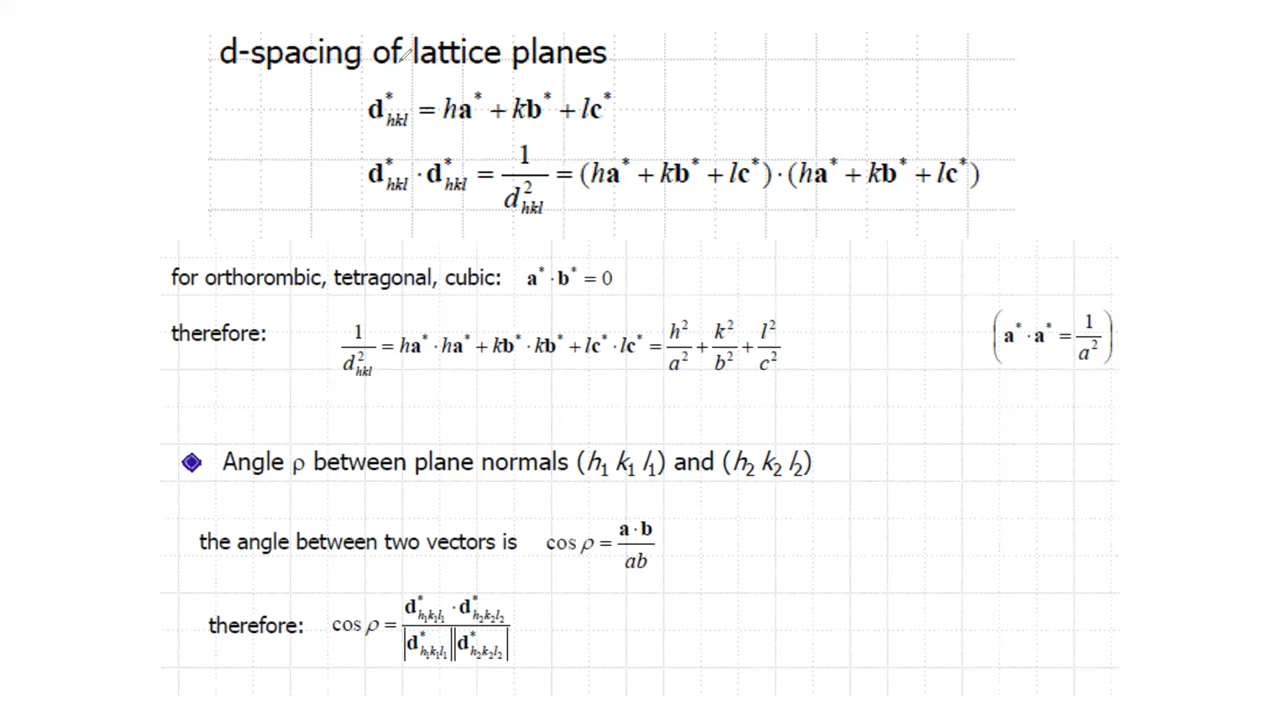 d-spacing of lattice planes
d*hkl = ha* + kb* + lc*
d*hkl · d*hkl = 1/d²hkl = (ha* + kb* + lc*) · (ha* + kb* + lc*)
for orthorombic, tetragonal, cubic: a* · b* = 0
therefore: 1/d²hkl = ha* · ha* + kb* · kb* + lc* · lc* = h²/a² + k²/b² + l²/c² (a* · a* = 1/a²)
Angle ρ between plane normals (h₁ k₁ l₁) and (h₂ k₂ l₂)
the angle between two vectors is cos ρ = a · b / ab
therefore: cos ρ = d*h₁k₁l₁ · d*h₂k₂l₂ / |d*h₁k₁l₁||d*h₂k₂l₂|